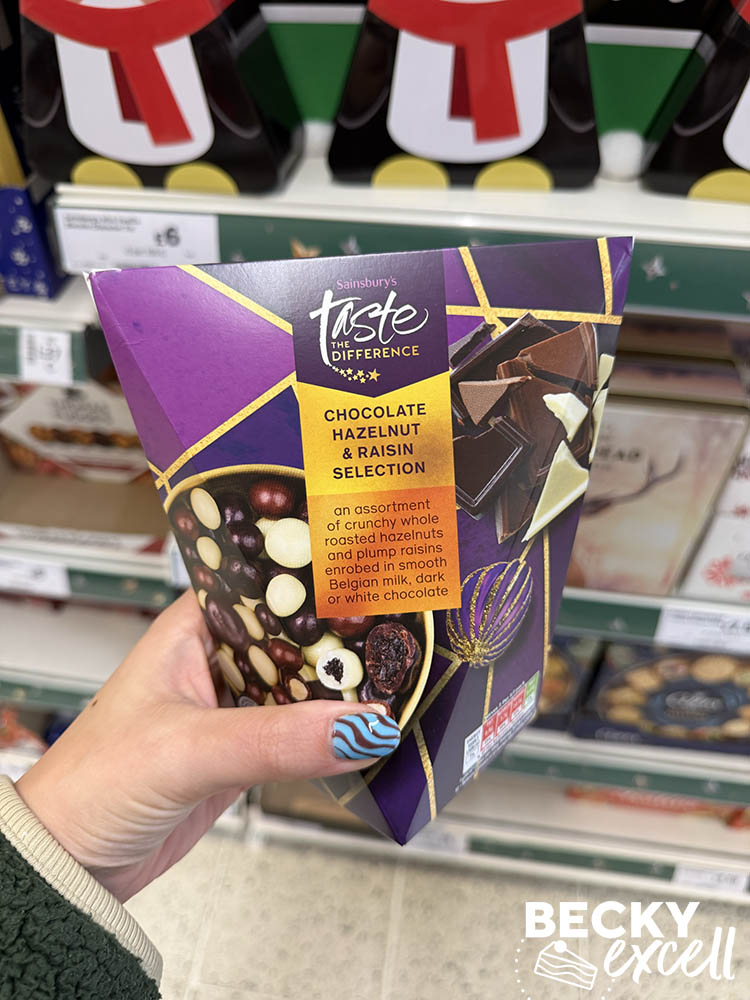 £6
Sainsbury's
taste
THE
DIFFERENCE
CHOCOLATE
HAZELNUT
& RAISIN
SELECTION
an assortment
of crunchy whole
roasted hazelnuts
and plump raisins
enrobed in smooth
Belgian milk, dark
or white chocolate
BECKY
excell